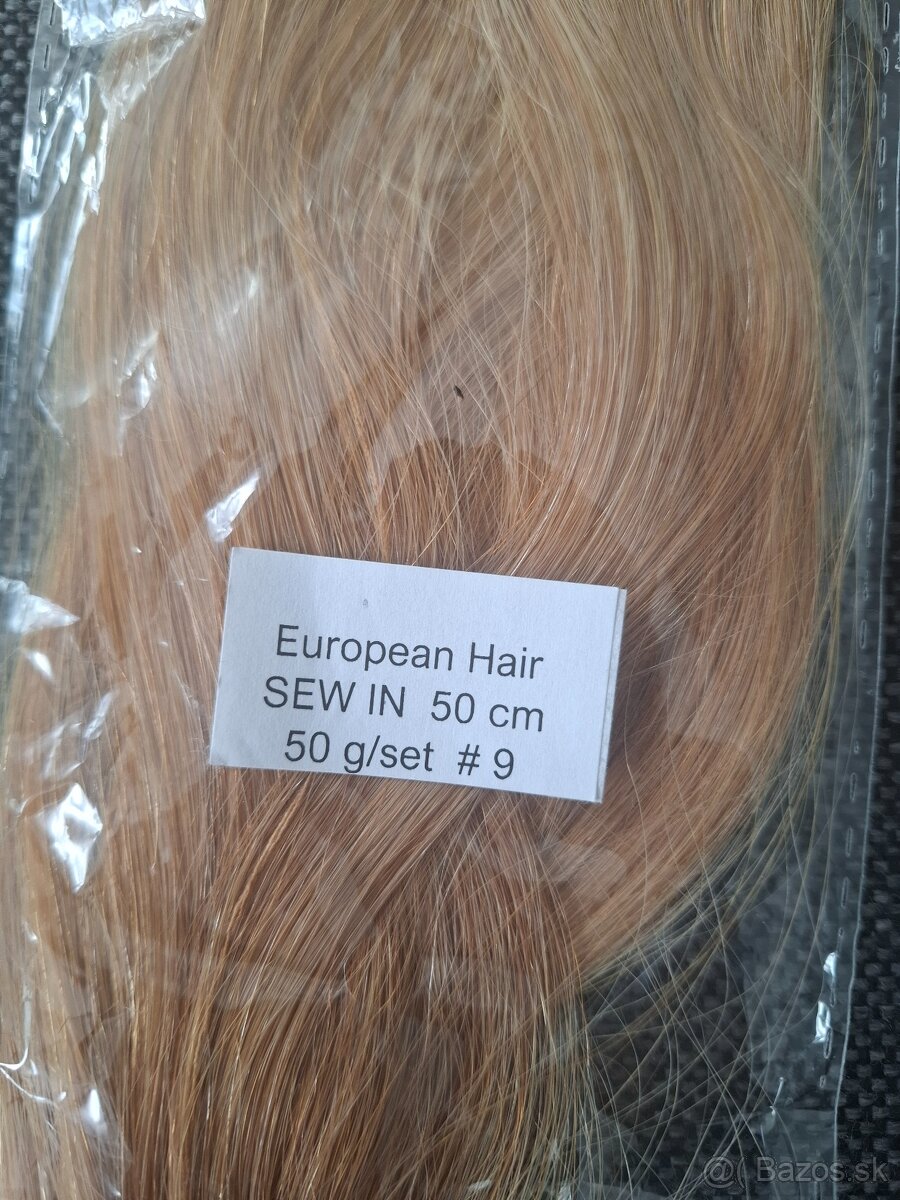 European Hair
SEW IN 50 cm
50 g/set # 9
@( Bazos.sk